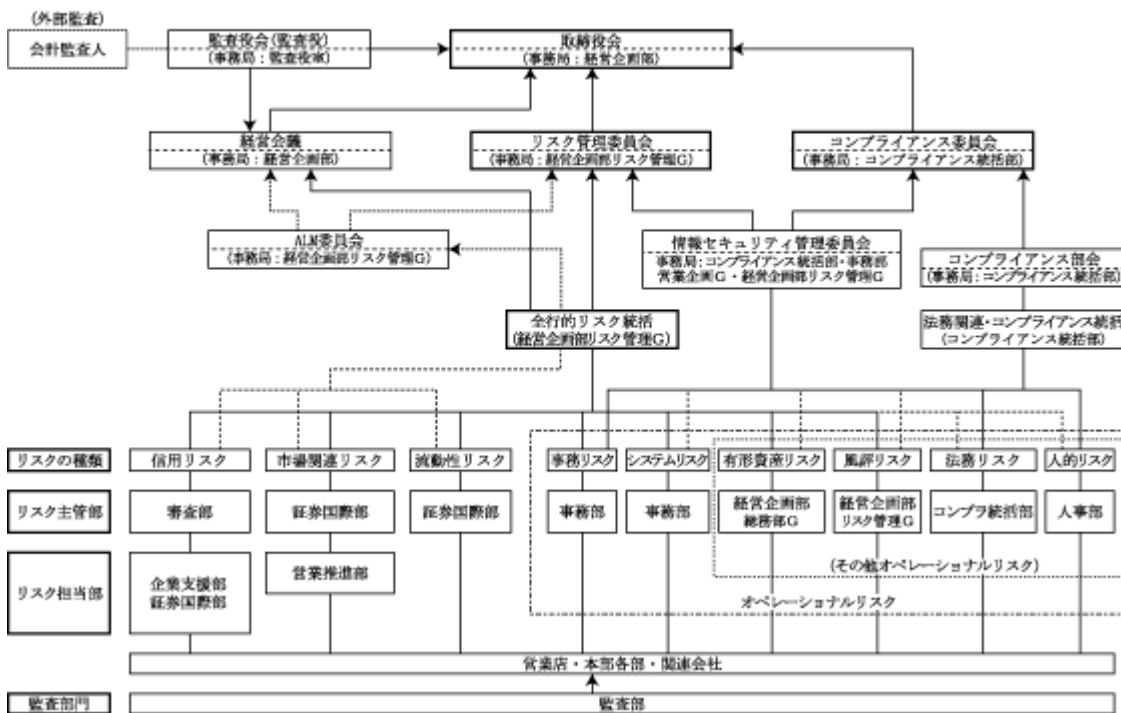 (外部監査)
会計監査人
監査役会(監査役)
(事務局：監査役室)
取締役会
(事務局：経営企画部)
経営会議
(事務局：経営企画部)
リスク管理委員会
(事務局：経営企画部リスク管理G)
コンプライアンス委員会
(事務局：コンプライアンス統括部)
ALM委員会
(事務局：経営企画部リスク管理G)
情報セキュリティ管理委員会
事務局：コンプライアンス統括部・事務部
営業企画G・経営企画部リスク管理G
コンプライアンス部会
(事務局：コンプライアンス統括部)
全行的リスク統括
(経営企画部リスク管理G)
法務関連・コンプライアンス統括
(コンプライアンス統括部)
リスクの種類
信用リスク
市場関連リスク
流動性リスク
事務リスク
システムリスク
有形資産リスク
風評リスク
法務リスク
人的リスク
リスク主管部
審査部
証券国際部
証券国際部
事務部
事務部
経営企画部
総務部G
経営企画部
リスク管理G
コンプラ統括部
人事部
リスク担当部
企業支援部
証券国際部
営業推進部
(その他オペレーショナルリスク)
オペレーショナルリスク
営業店・本部各部・関連会社
監査部門
監査部